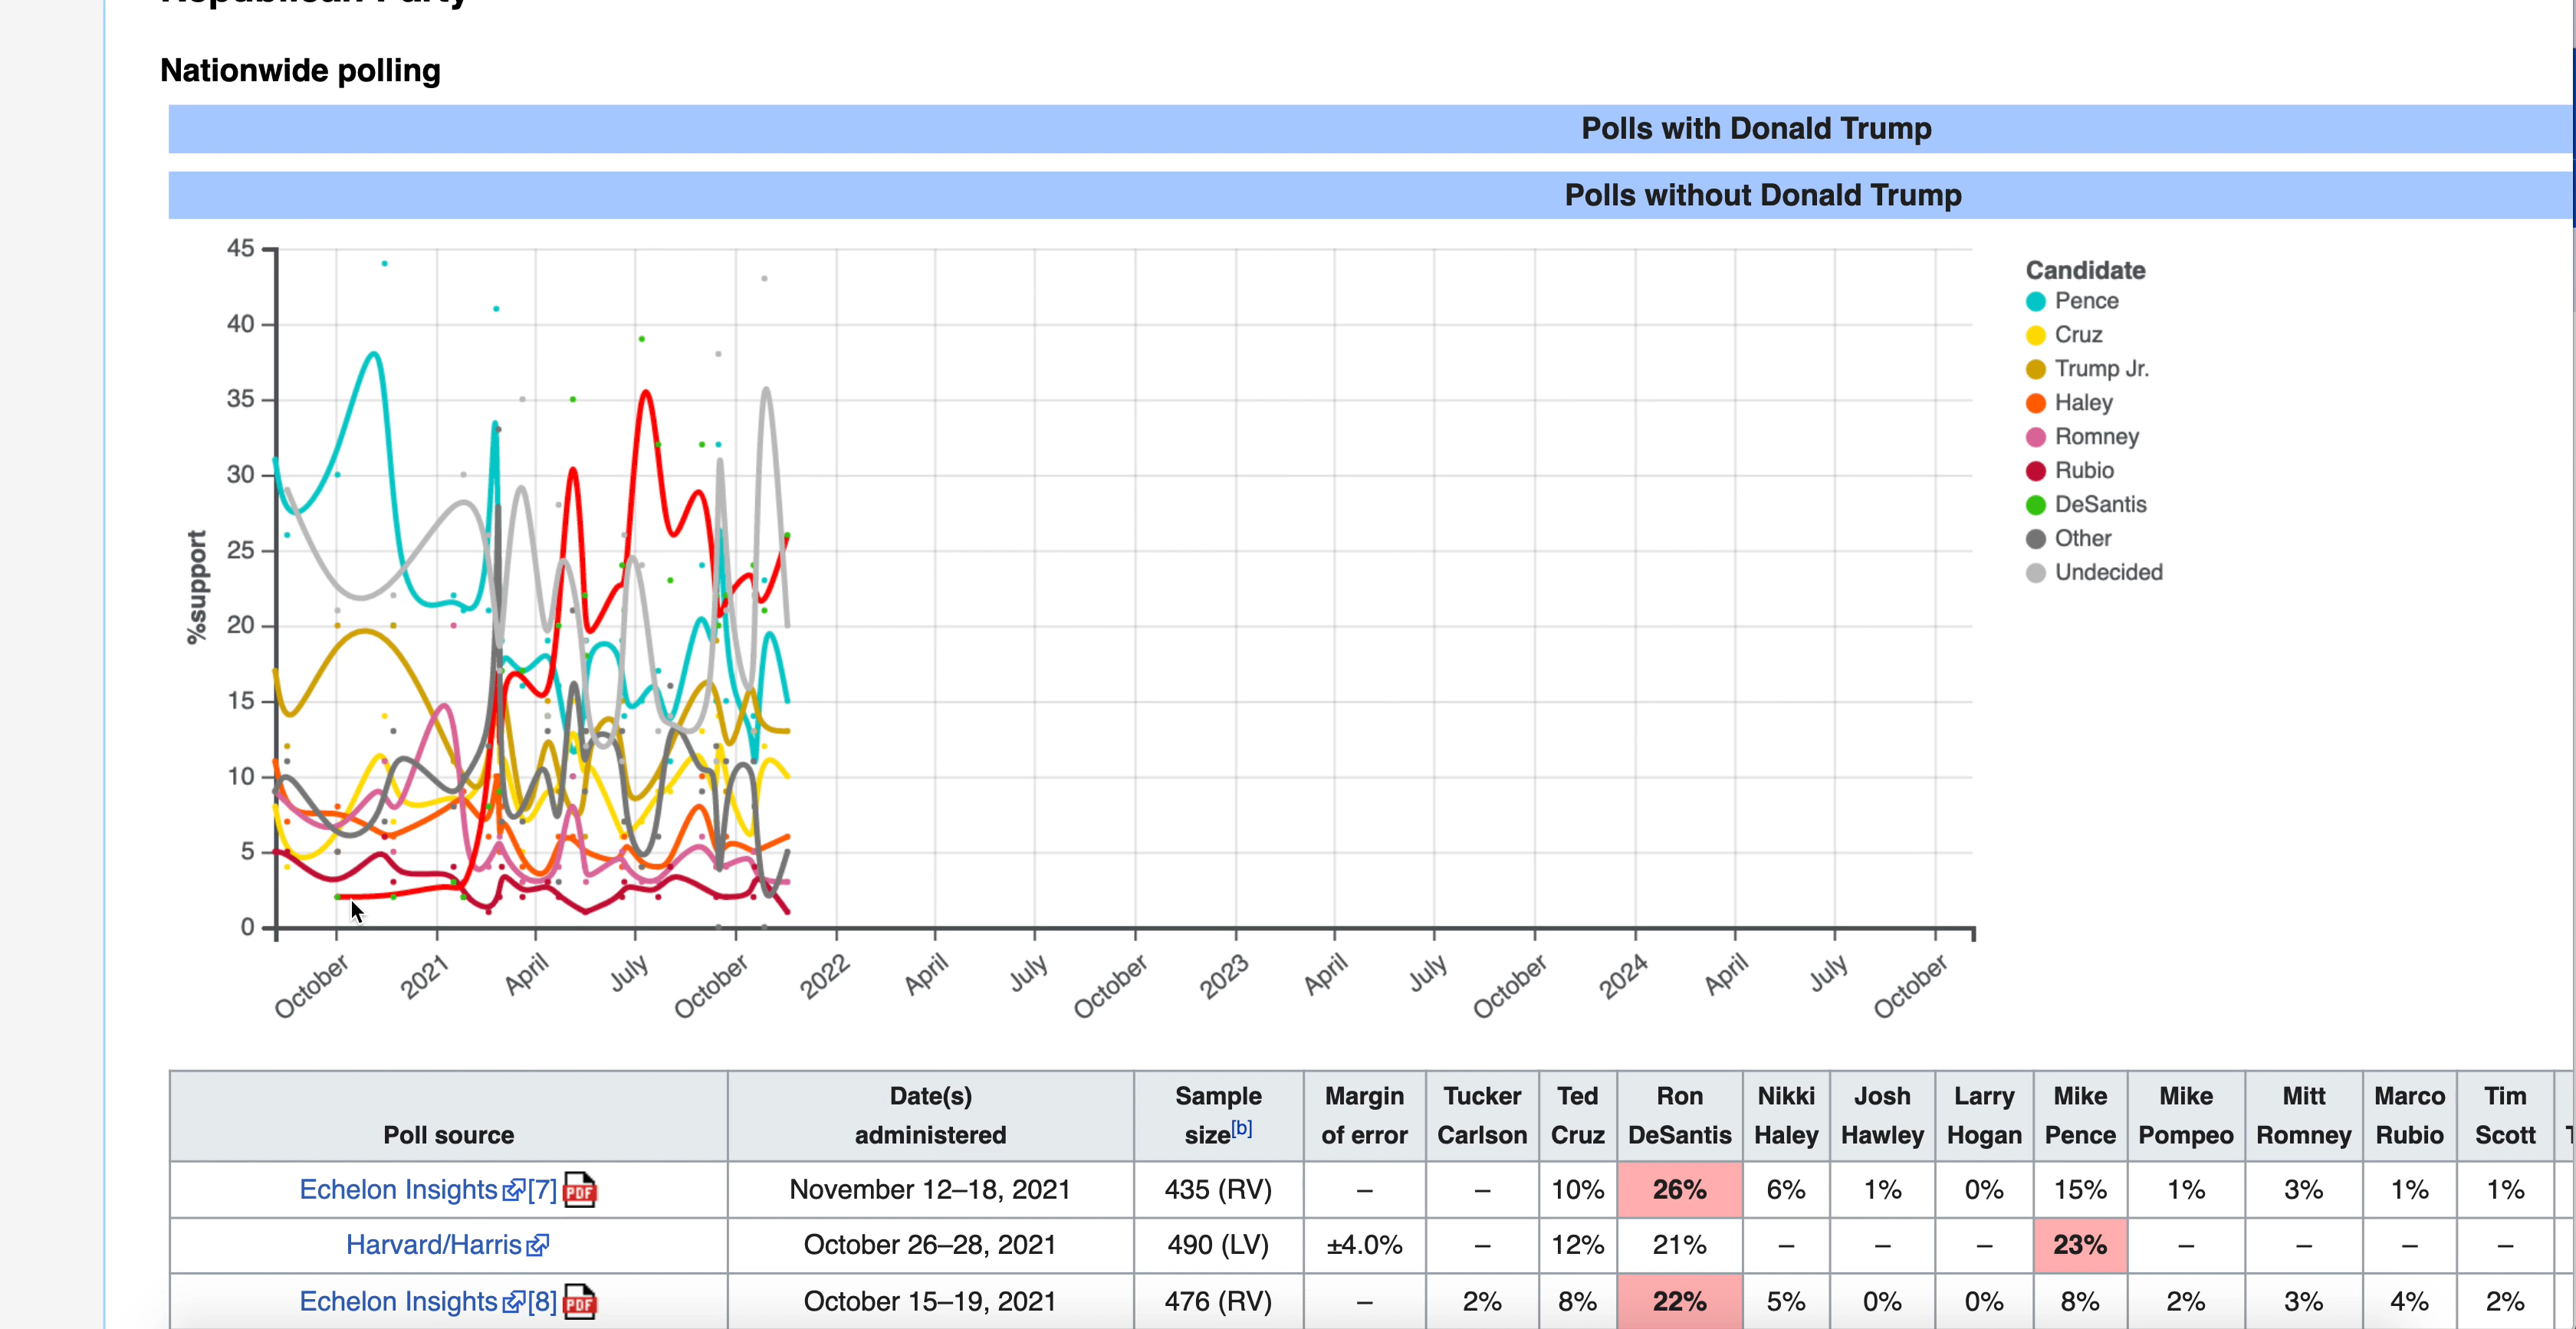 Republican Party
Nationwide polling
Polls with Donald Trump
Polls without Donald Trump
45
40
35
30
25
20
15
10
5
0
%support
October
2021
April
July
October
2022
April
July
October
2023
April
July
October
2024
April
July
October
Candidate
Pence
Cruz
Trump Jr.
Haley
Romney
Rubio
DeSantis
Other
Undecided
Poll source Date(s) administered Sample size[b] Margin of error Tucker Carlson Ted Cruz Ron DeSantis Nikki Haley Josh Hawley Larry Hogan Mike Pence Mike Pompeo Mitt Romney Marco Rubio Tim Scott
Echelon Insights [7] PDF November 12–18, 2021 435 (RV) – – 10% 26% 6% 1% 0% 15% 1% 3% 1% 1%
Harvard/Harris October 26–28, 2021 490 (LV) ±4.0% – 12% 21% – – – 23% – – – –
Echelon Insights [8] PDF October 15–19, 2021 476 (RV) – 2% 8% 22% 5% 0% 0% 8% 2% 3% 4% 2%